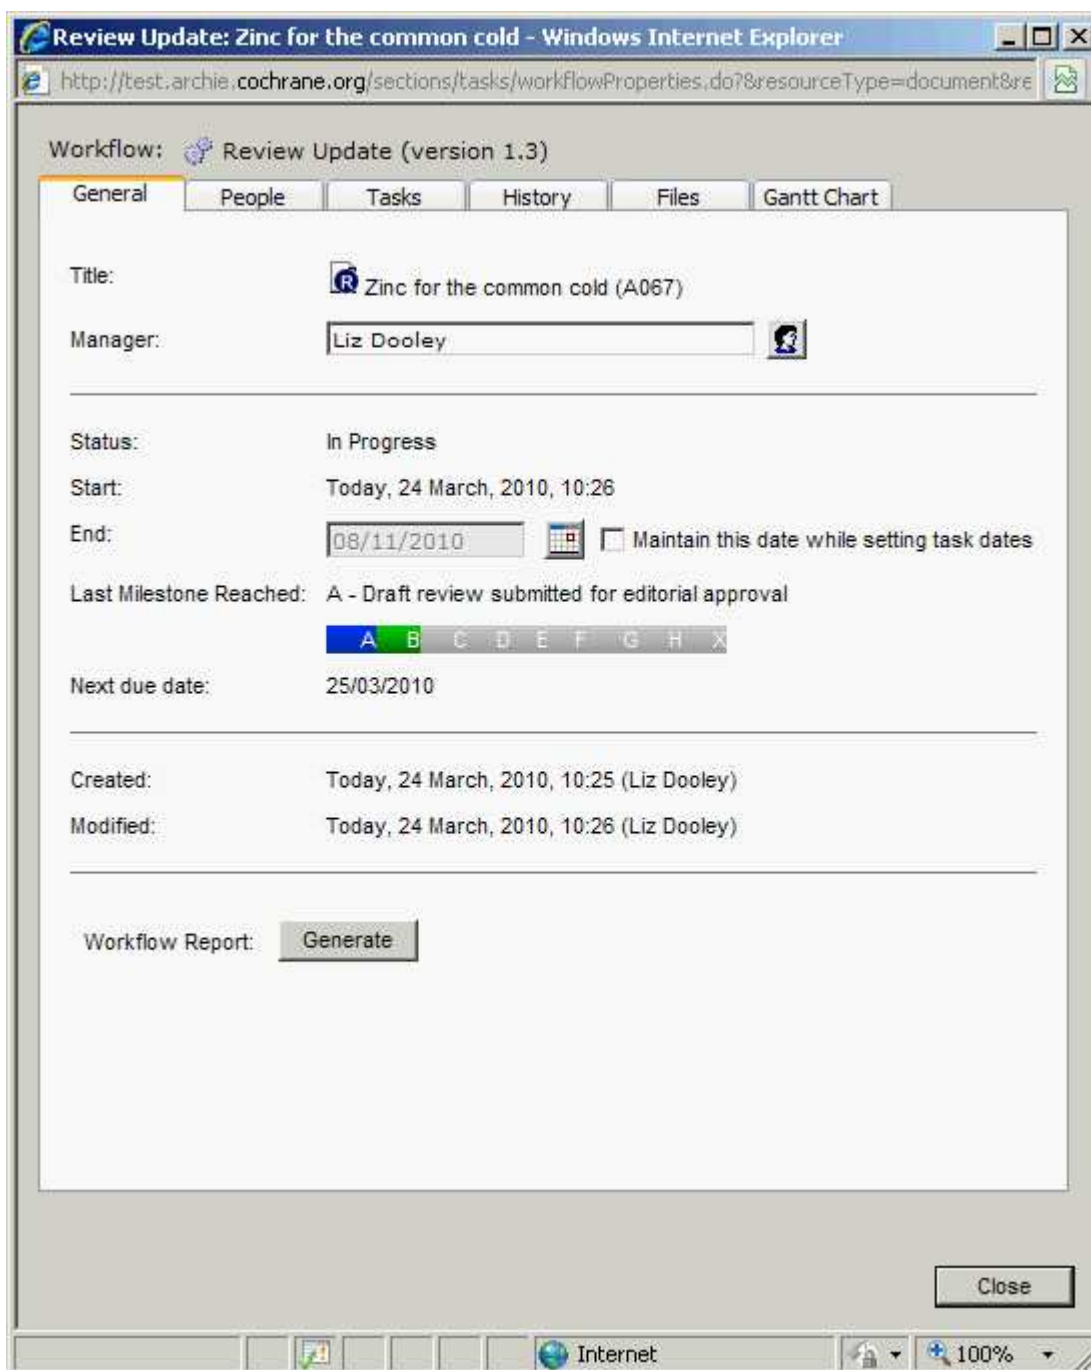 Review Update: Zinc for the common cold - Windows Internet Explorer
http://test.archie.cochrane.org/sections/tasks/workflowProperties.do?&resourceType=document&re
Workflow: Review Update (version 1.3)
General People Tasks History Files Gantt Chart
Title: R Zinc for the common cold (A067)
Manager: Liz Dooley
Status: In Progress
Start: Today, 24 March, 2010, 10:26
End: 08/11/2010 Maintain this date while setting task dates
Last Milestone Reached: A - Draft review submitted for editorial approval
A B C D E F G H X
Next due date: 25/03/2010
Created: Today, 24 March, 2010, 10:25 (Liz Dooley)
Modified: Today, 24 March, 2010, 10:26 (Liz Dooley)
Workflow Report: Generate
Close
Internet 100%